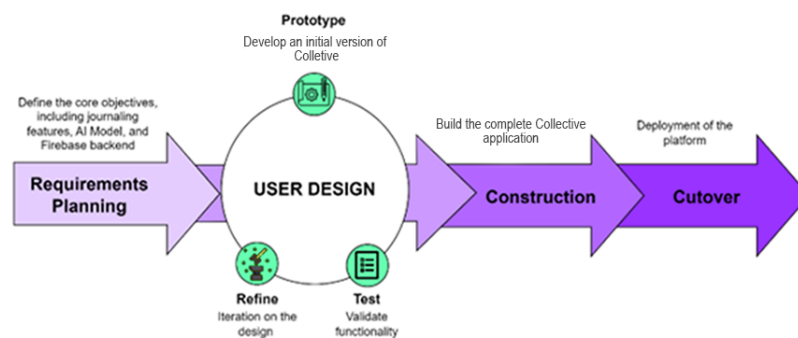 Prototype
Develop an initial version of
Colletive
Define the core objectives,
including journaling
features, AI Model, and
Firebase backend
Requirements
Planning
USER DESIGN
Refine
Iteration on the
design
Test
Validate
functionality
Build the complete Collective
application
Construction
Deployment of the
platform
Cutover